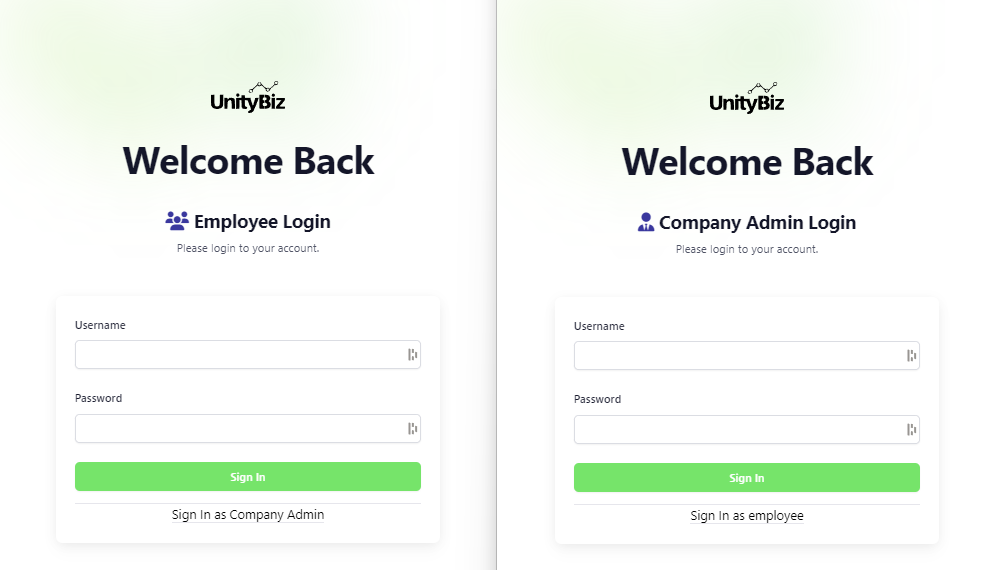 UnityBiz
Welcome Back
Employee Login
Please login to your account.
Username
Password
Sign In
Sign In as Company Admin
UnityBiz
Welcome Back
Company Admin Login
Please login to your account.
Username
Password
Sign In
Sign In as employee